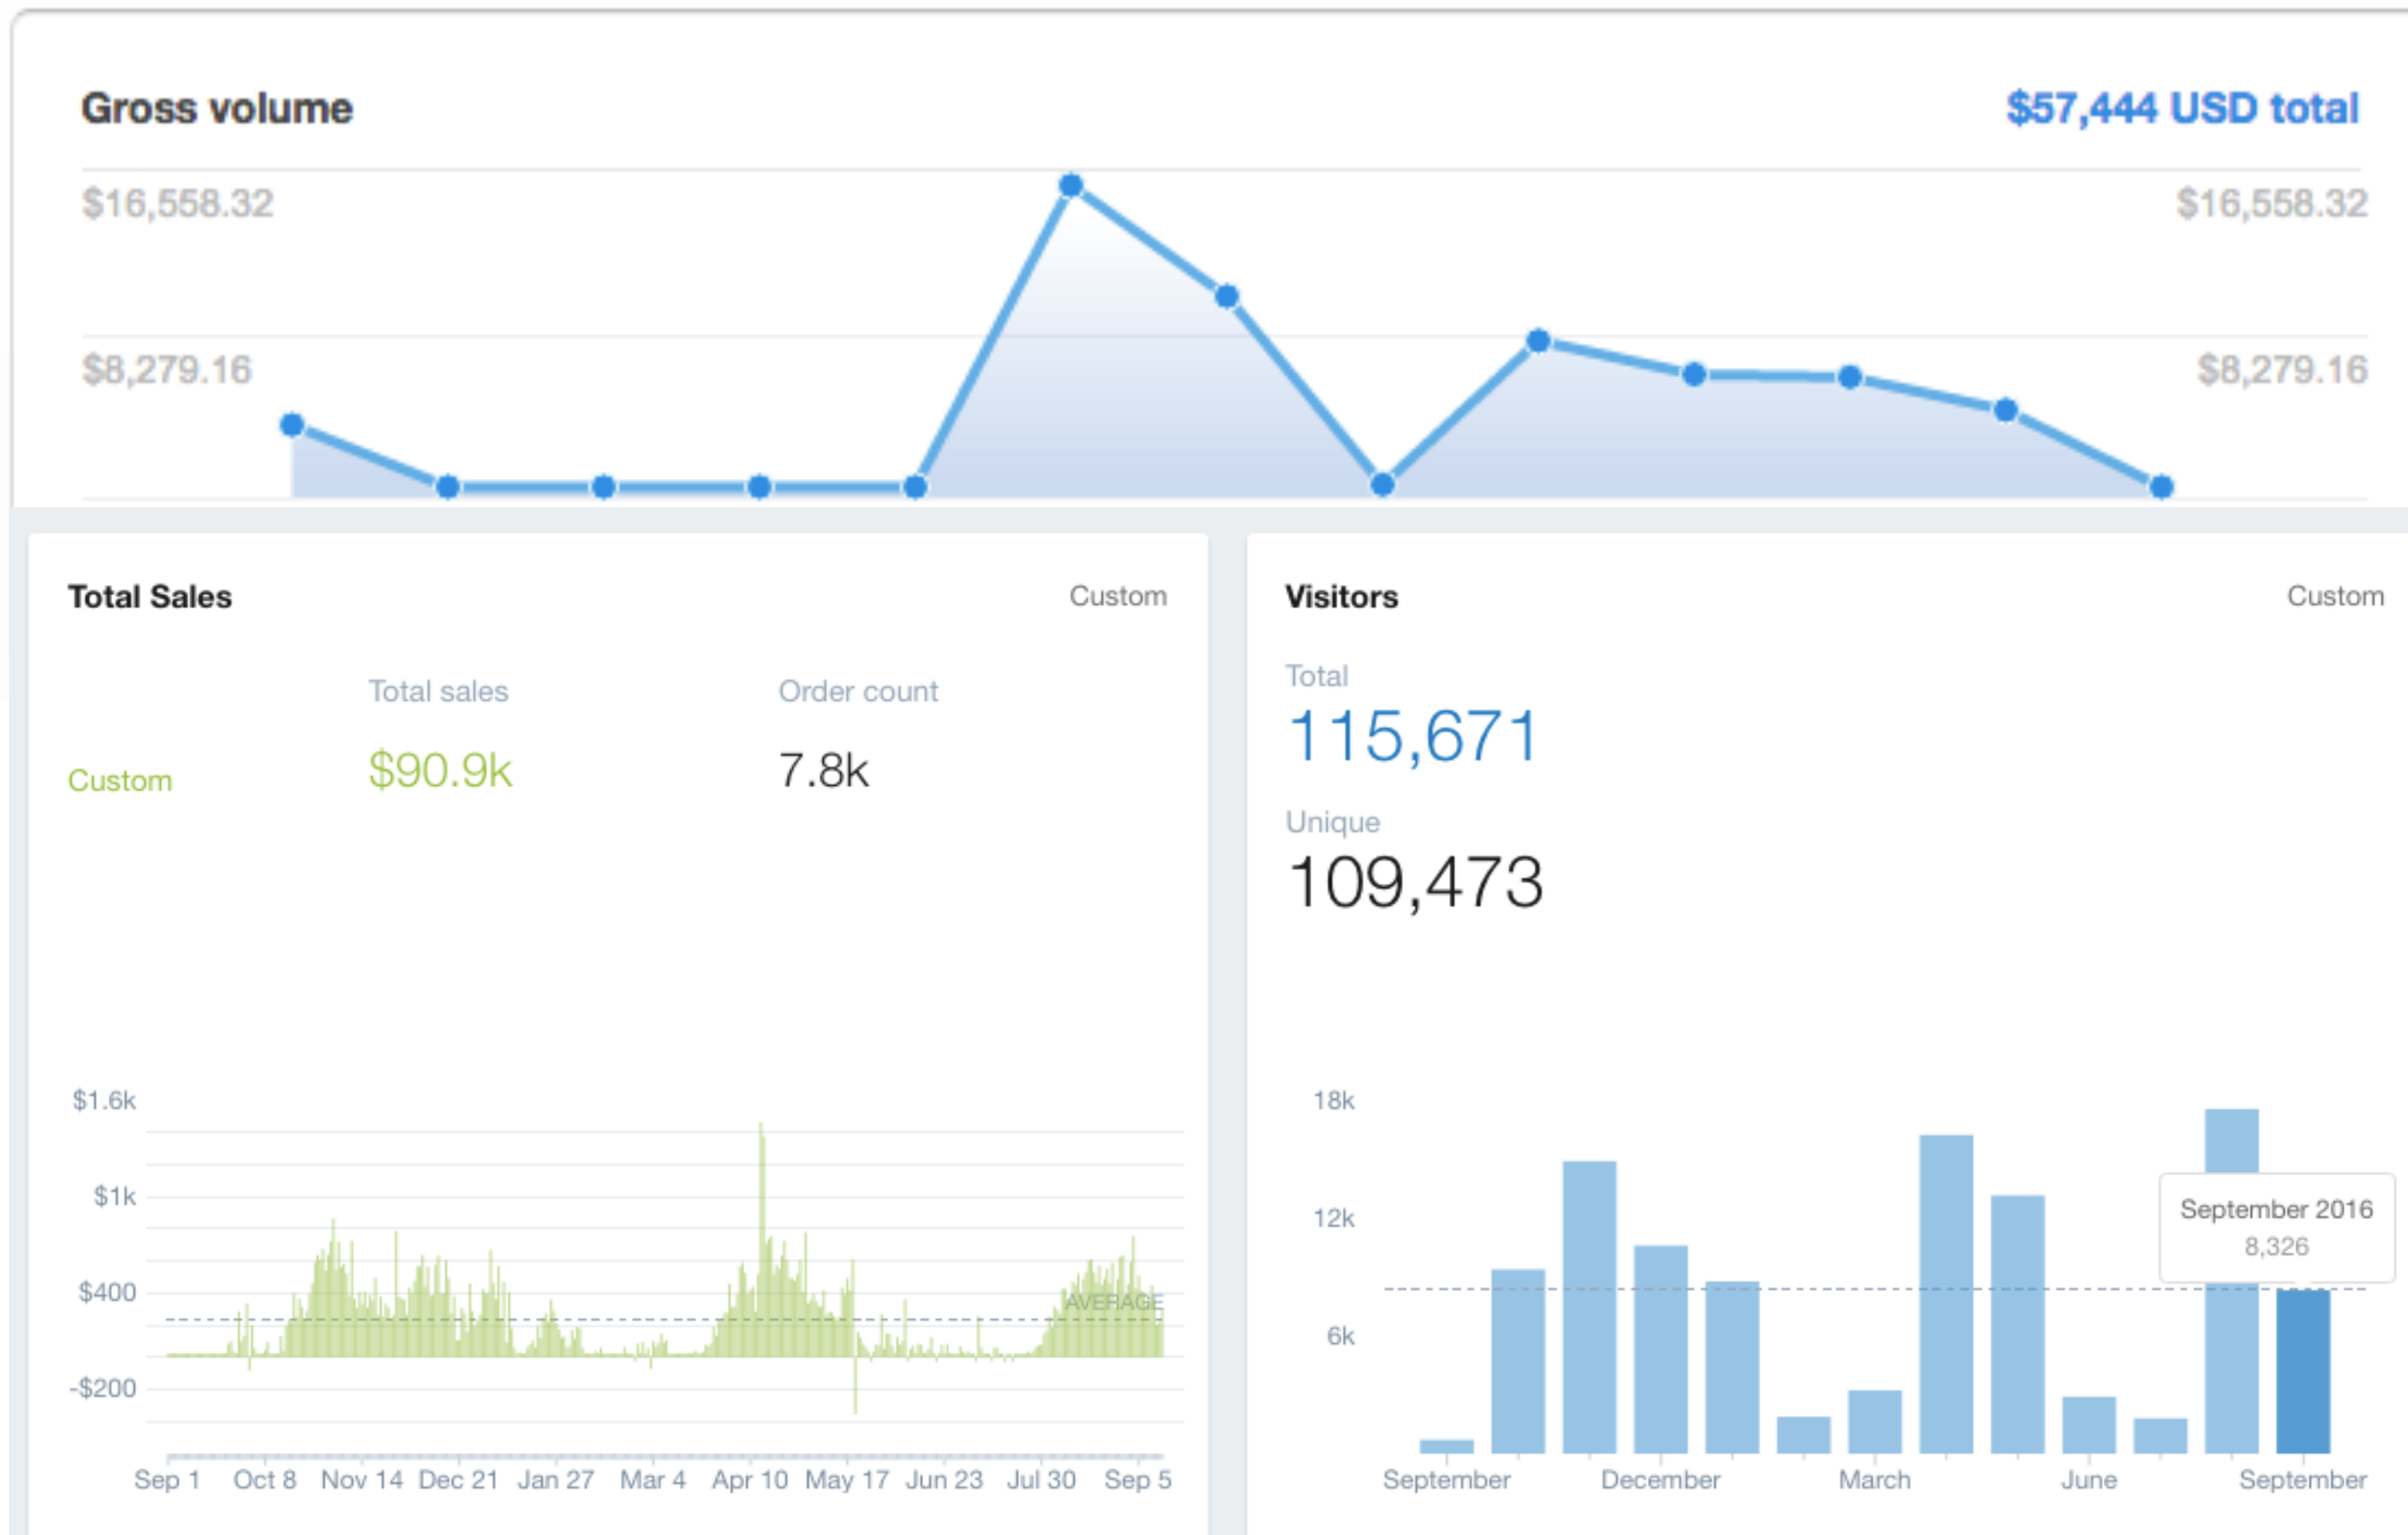 Gross volume
$57,444 USD total
$16,558.32
$16,558.32
$8,279.16
$8,279.16
Total Sales
Custom
Total sales
Order count
Custom
$90.9k
7.8k
$1.6k
$1k
$400
AVERAGE
-$200
Sep 1 Oct 8 Nov 14 Dec 21 Jan 27 Mar 4 Apr 10 May 17 Jun 23 Jul 30 Sep 5
Visitors
Custom
Total
115,671
Unique
109,473
18k
12k
September 2016
8,326
6k
September December March June September